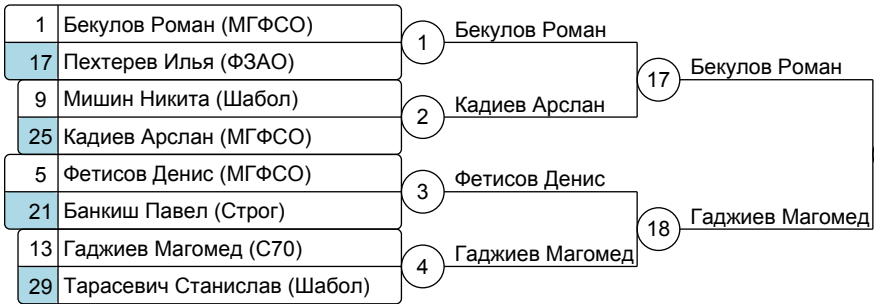 1 Бекулов Роман (МГФСО)
17 Пехтерев Илья (ФЗАО)
9 Мишин Никита (Шабол)
25 Кадиев Арслан (МГФСО)
5 Фетисов Денис (МГФСО)
21 Банкиш Павел (Строг)
13 Гаджиев Магомед (С70)
29 Тарасевич Станислав (Шабол)
1 Бекулов Роман
2 Кадиев Арслан
3 Фетисов Денис
4 Гаджиев Магомед
17 Бекулов Роман
18 Гаджиев Магомед